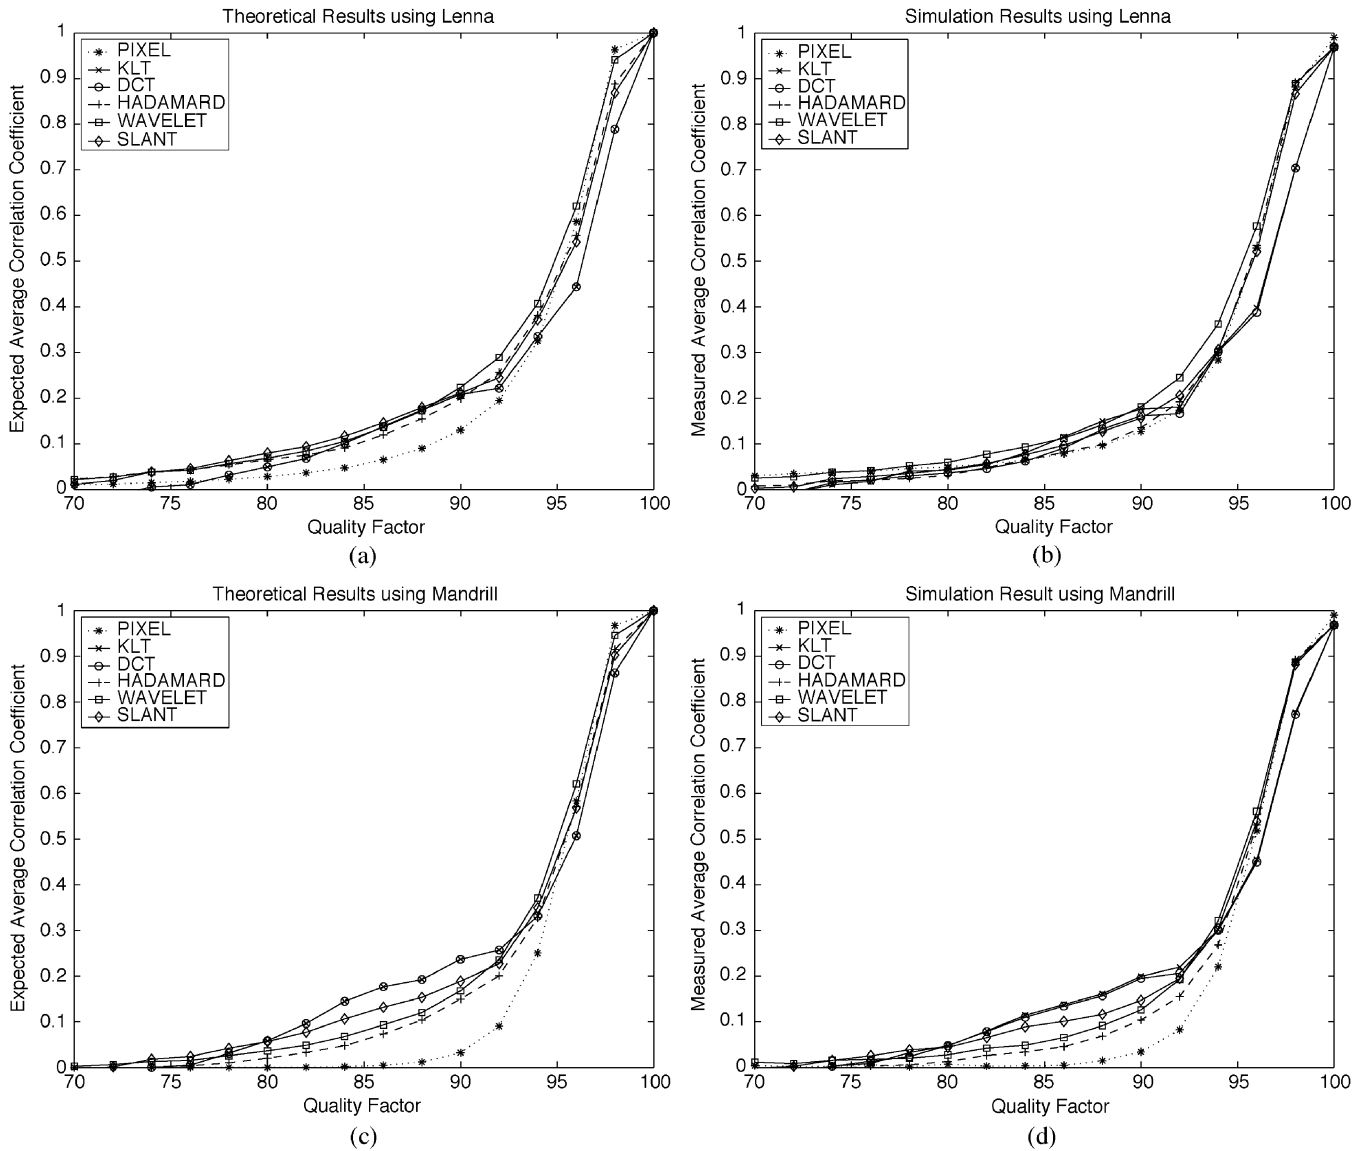 Theoretical Results using Lenna
Expected Average Correlation Coefficient
1
0.9
0.8
0.7
0.6
0.5
0.4
0.3
0.2
0.1
0
PIXEL
KLT
DCT
HADAMARD
WAVELET
SLANT
70 75 80 85 90 95 100
Quality Factor
(a)
Simulation Results using Lenna
Measured Average Correlation Coefficient
1
0.9
0.8
0.7
0.6
0.5
0.4
0.3
0.2
0.1
0
PIXEL
KLT
DCT
HADAMARD
WAVELET
SLANT
70 75 80 85 90 95 100
Quality Factor
(b)
Theoretical Results using Mandrill
Expected Average Correlation Coefficient
1
0.9
0.8
0.7
0.6
0.5
0.4
0.3
0.2
0.1
0
PIXEL
KLT
DCT
HADAMARD
WAVELET
SLANT
70 75 80 85 90 95 100
Quality Factor
(c)
Simulation Result using Mandrill
Measured Average Correlation Coefficient
1
0.9
0.8
0.7
0.6
0.5
0.4
0.3
0.2
0.1
0
PIXEL
KLT
DCT
HADAMARD
WAVELET
SLANT
70 75 80 85 90 95 100
Quality Factor
(d)